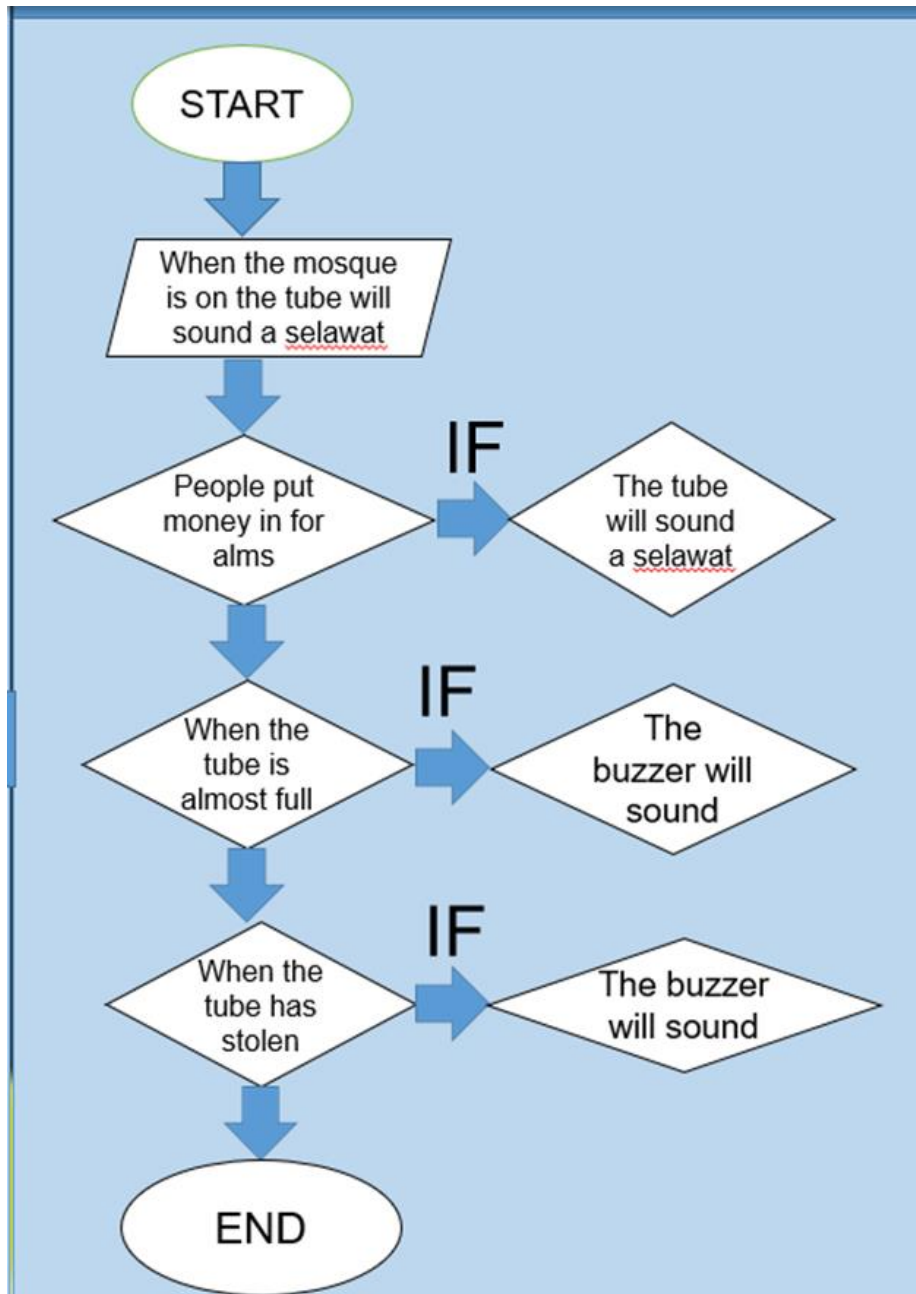 START
When the mosque
is on the tube will
sound a selawat
IF
People put
money in for
alms
The tube
will sound
a selawat
IF
When the
tube is
almost full
The
buzzer will
sound
IF
When the
tube has
stolen
The buzzer
will sound
END